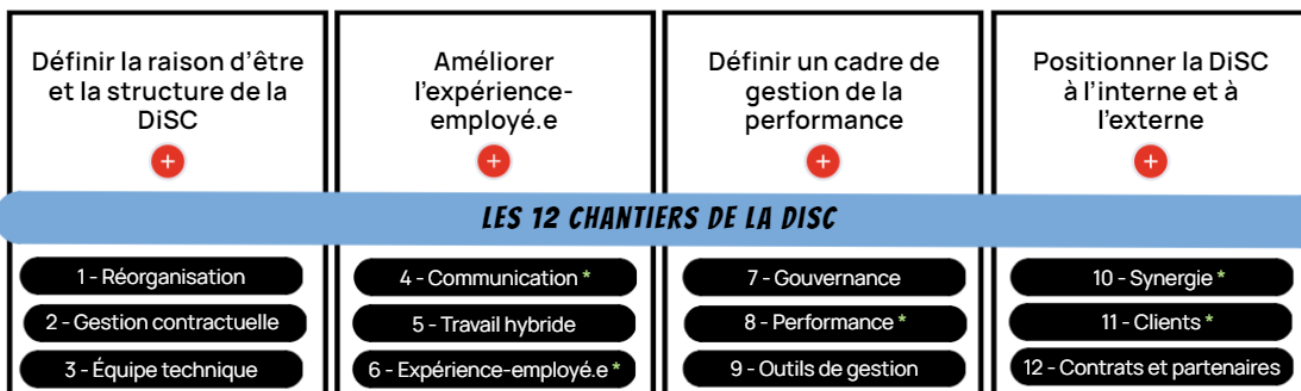 Définir la raison d'être
et la structure de la
DiSC
+
Améliorer
l'expérience-
employé.e
+
Définir un cadre de
gestion de la
performance
+
Positionner la DiSC
à l'interne et à
l'externe
+
LES 12 CHANTIERS DE LA DISC
1 - Réorganisation
2 - Gestion contractuelle
3 - Équipe technique
4 - Communication *
5 - Travail hybride
6 - Expérience-employé.e *
7 - Gouvernance
8 - Performance *
9 - Outils de gestion
10 - Synergie *
11 - Clients *
12 - Contrats et partenaires